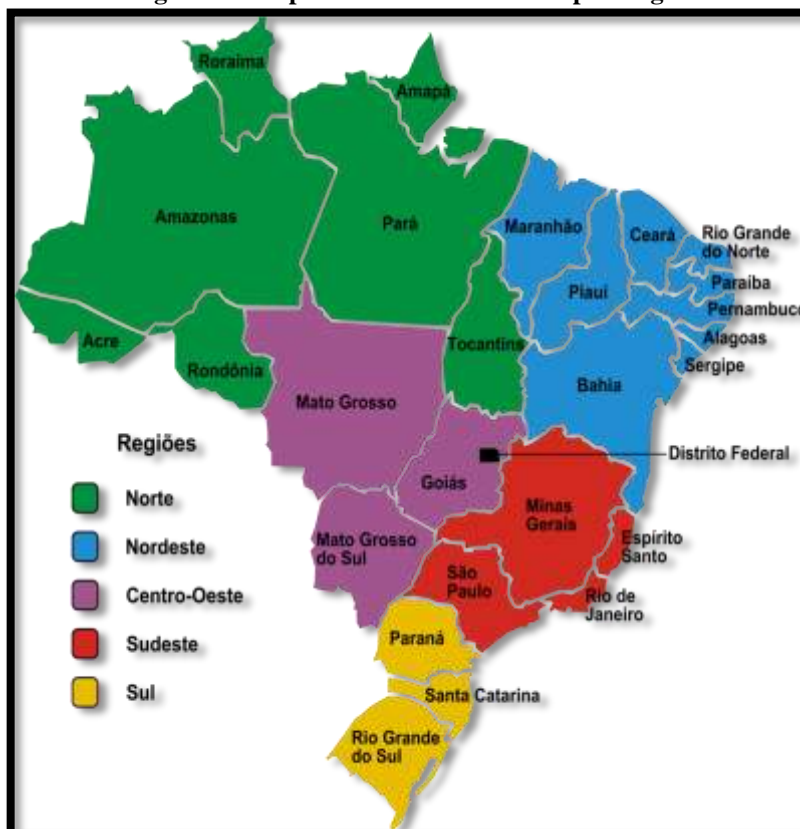 Roraima
Amapá
Amazonas
Pará
Maranhão
Ceará
Rio Grande
do Norte
Piauí
Paraiba
Pernambuco
Alagoas
Sergipe
Acre
Rondônia
Tocantins
Bahia
Mato Grosso
Distrito Federal
Goiás
Minas
Gerais
Mato Grosso
do Sul
Espírito
Santo
São
Paulo
Rio de
Janeiro
Paraná
Santa Catarina
Rio Grande
do Sul
Regiões
Norte
Nordeste
Centro-Oeste
Sudeste
Sul